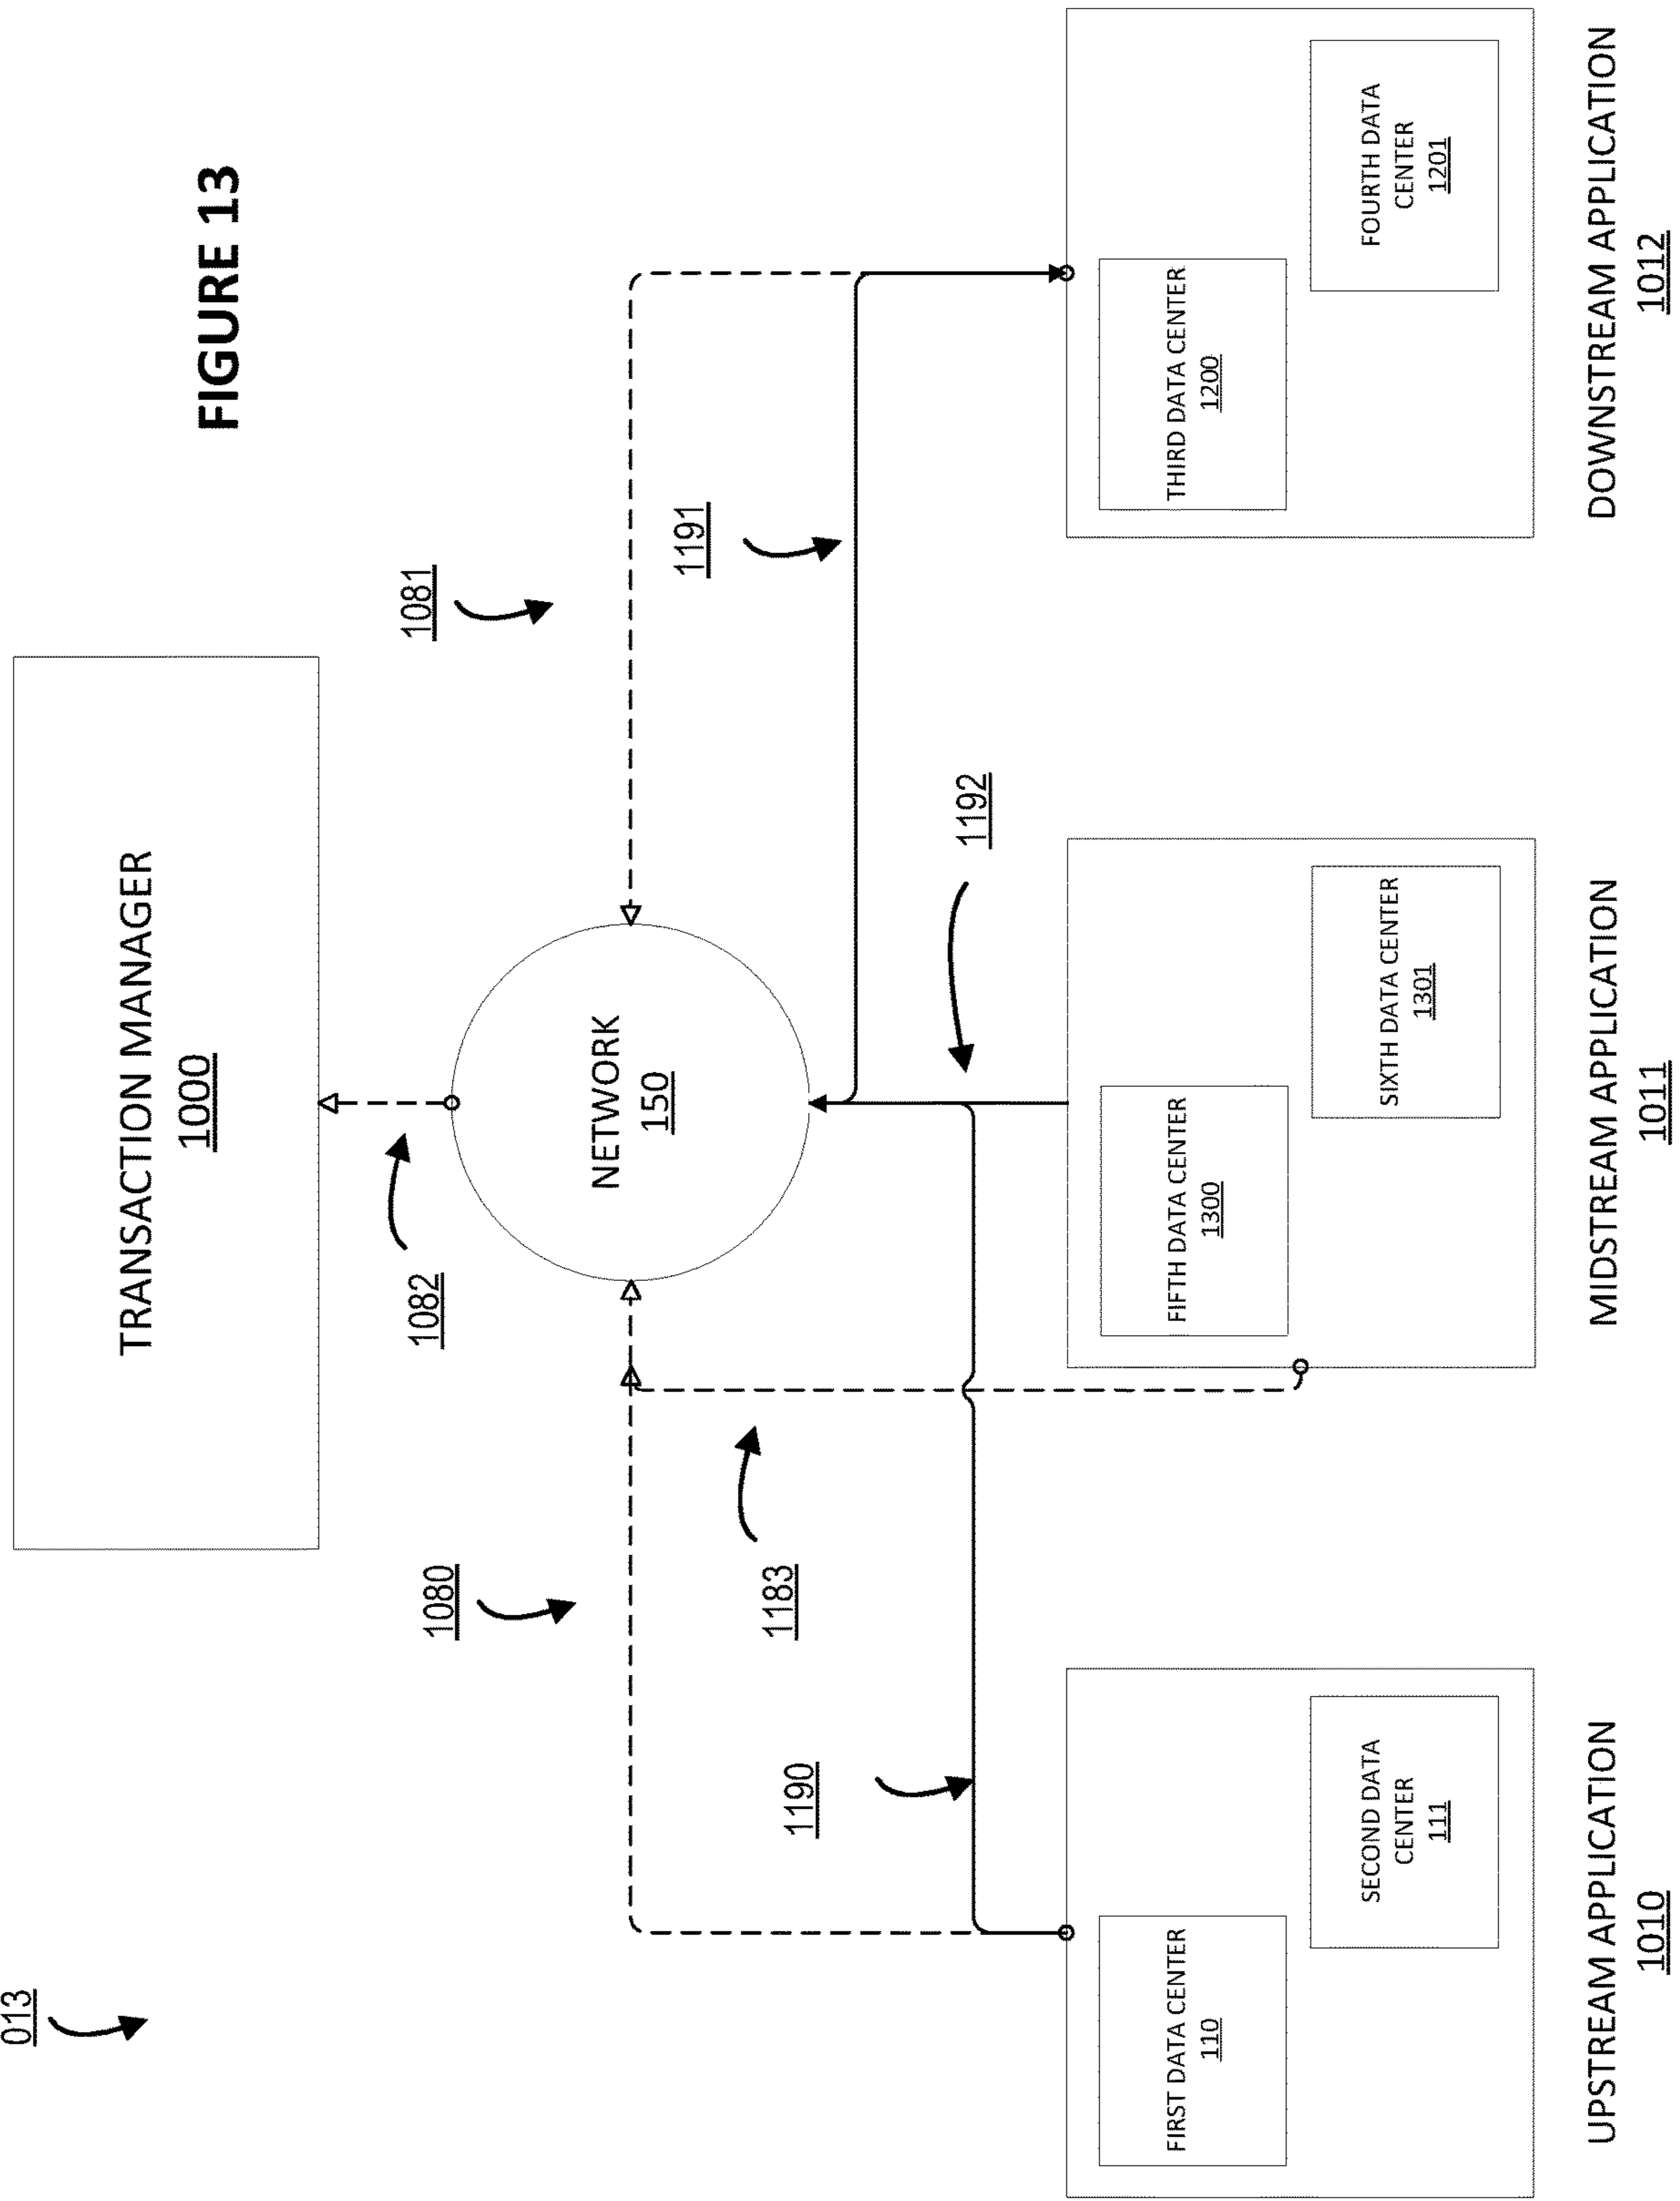 013
FIGURE 13
TRANSACTION MANAGER
1000
1082
1080
1081
NETWORK
150
1183
1191
1190
1192
FIRST DATA CENTER
110
SECOND DATA
CENTER
111
UPSTREAM APPLICATION
1010
FIFTH DATA CENTER
1300
SIXTH DATA CENTER
1301
MIDSTREAM APPLICATION
1011
THIRD DATA CENTER
1200
FOURTH DATA
CENTER
1201
DOWNSTREAM APPLICATION
1012